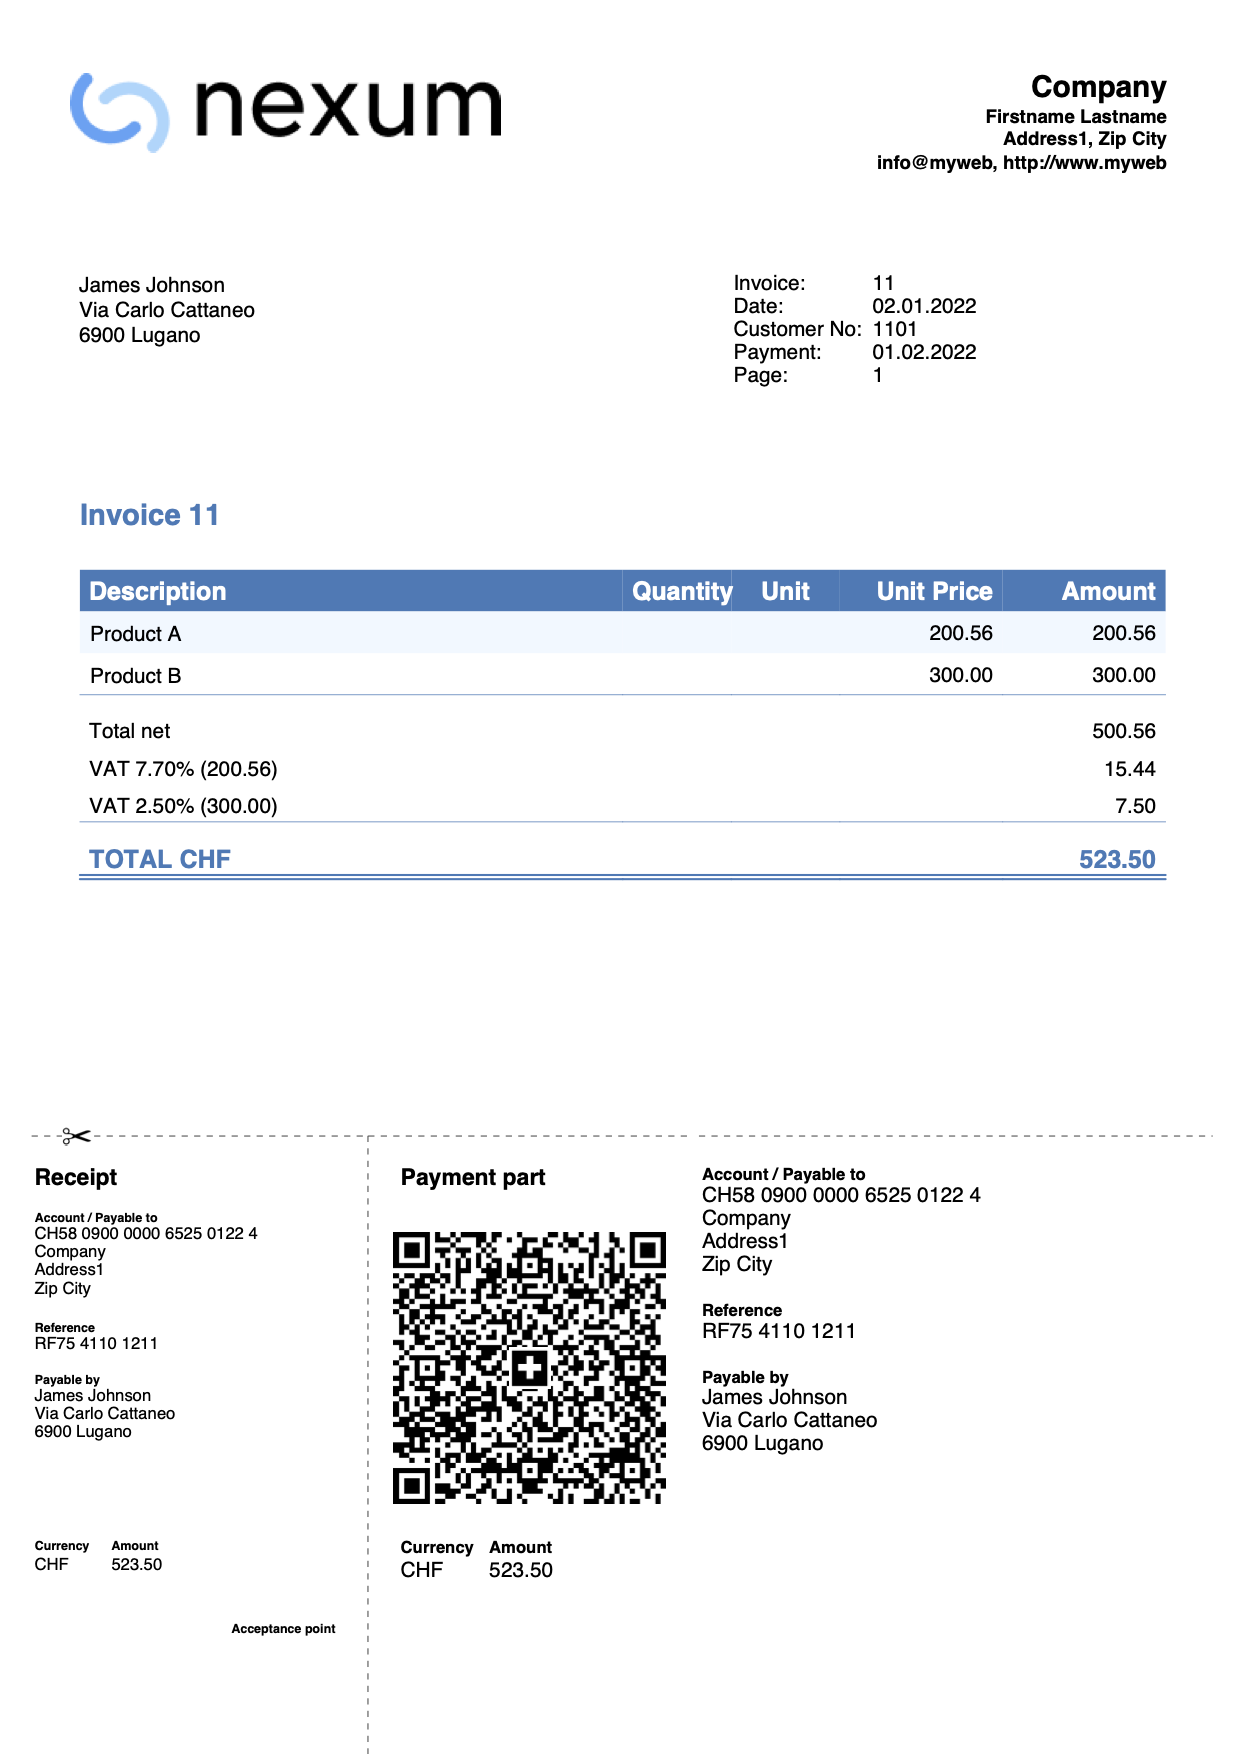 nexum
Company
Firstname Lastname
Address1, Zip City
info@myweb, http://www.myweb
James Johnson
Via Carlo Cattaneo
6900 Lugano
Invoice: 11
Date: 02.01.2022
Customer No: 1101
Payment: 01.02.2022
Page: 1
Invoice 11
Description Quantity Unit Unit Price Amount
Product A 200.56 200.56
Product B 300.00 300.00
Total net 500.56
VAT 7.70% (200.56) 15.44
VAT 2.50% (300.00) 7.50
TOTAL CHF 523.50
Receipt
Account / Payable to
CH58 0900 0000 6525 0122 4
Company
Address1
Zip City
Reference
RF75 4110 1211
Payable by
James Johnson
Via Carlo Cattaneo
6900 Lugano
Currency Amount
CHF 523.50
Acceptance point
Payment part
Currency Amount
CHF 523.50
Account / Payable to
CH58 0900 0000 6525 0122 4
Company
Address1
Zip City
Reference
RF75 4110 1211
Payable by
James Johnson
Via Carlo Cattaneo
6900 Lugano